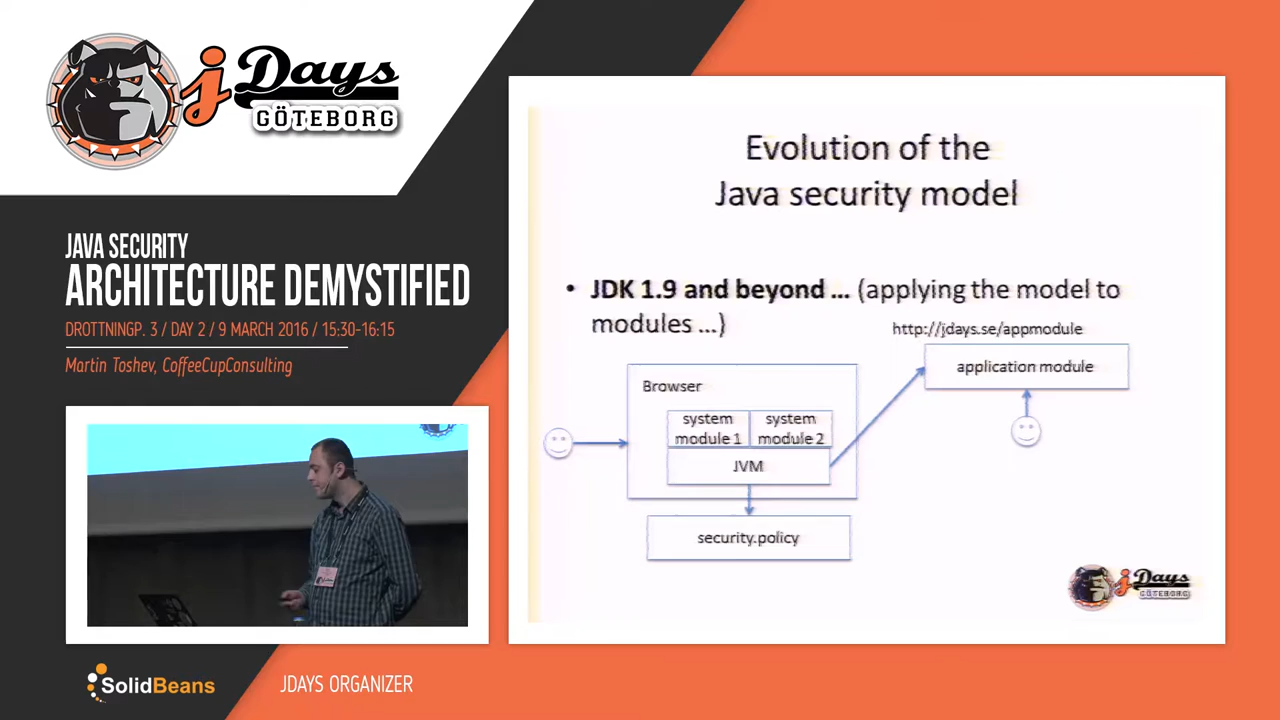 jDays
GÖTEBORG
JAVA SECURITY
ARCHITECTURE DEMYSTIFIED
DROTTNINGP. 3 / DAY 2 / 9 MARCH 2016 / 15:30-16:15
Martin Toshev, CoffeeCupConsulting
SolidBeans
JDAYS ORGANIZER
Evolution of the
Java security model
• JDK 1.9 and beyond ... (applying the model to
modules ...)
http://jdays.se/appmodule
application module
Browser
system
module 1
system
module 2
JVM
security.policy
jDays
GÖTEBORG